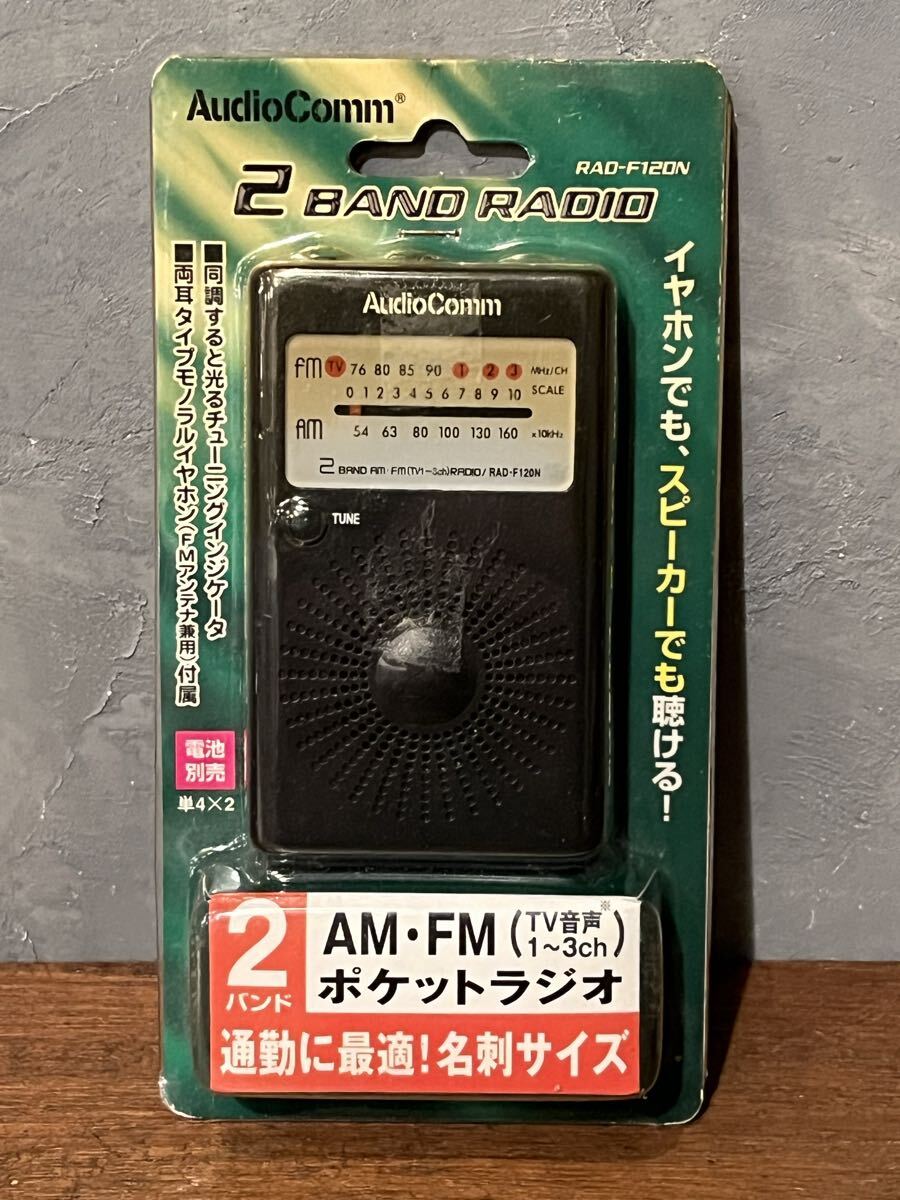 AudioComm®
RAD-F120N
2 BAND RADIO
イヤホンでも、スピーカーでも聴ける!
■同調すると光るチューニングインジケータ
■両耳タイプモノラルイヤホン(FMアンテナ兼用)付属
電池
別売
単4×2
AudioComm
FM TV 76 80 85 90 1 2 3 MHz/CH
0 1 2 3 4 5 6 7 8 9 10 SCALE
AM 54 63 80 100 130 160 ×10kHz
2 BAND AM・FM(TV1-3ch)RADIO/RAD-F120N
TUNE
2
バンド
AM・FM(TV音声※1~3ch)
ポケットラジオ
通勤に最適!名刺サイズ